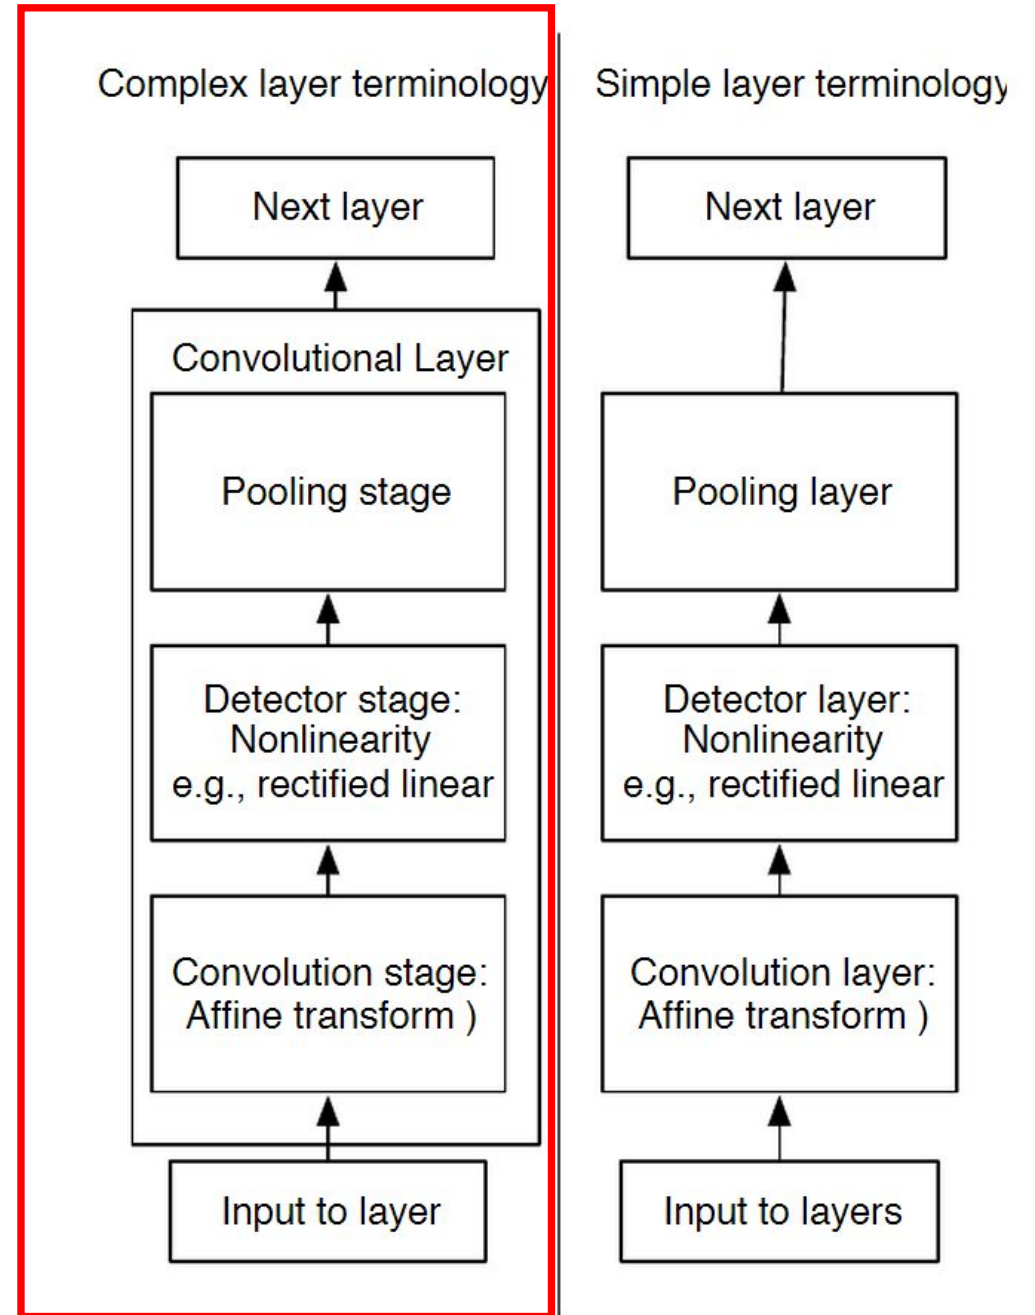 Complex layer terminology
Next layer
Convolutional Layer
Pooling stage
Detector stage:
Nonlinearity
e.g., rectified linear
Convolution stage:
Affine transform )
Input to layer
Simple layer terminology
Next layer
Pooling layer
Detector layer:
Nonlinearity
e.g., rectified linear
Convolution layer:
Affine transform )
Input to layers